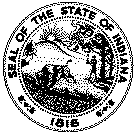 SEAL OF THE STATE OF INDIANA
1816